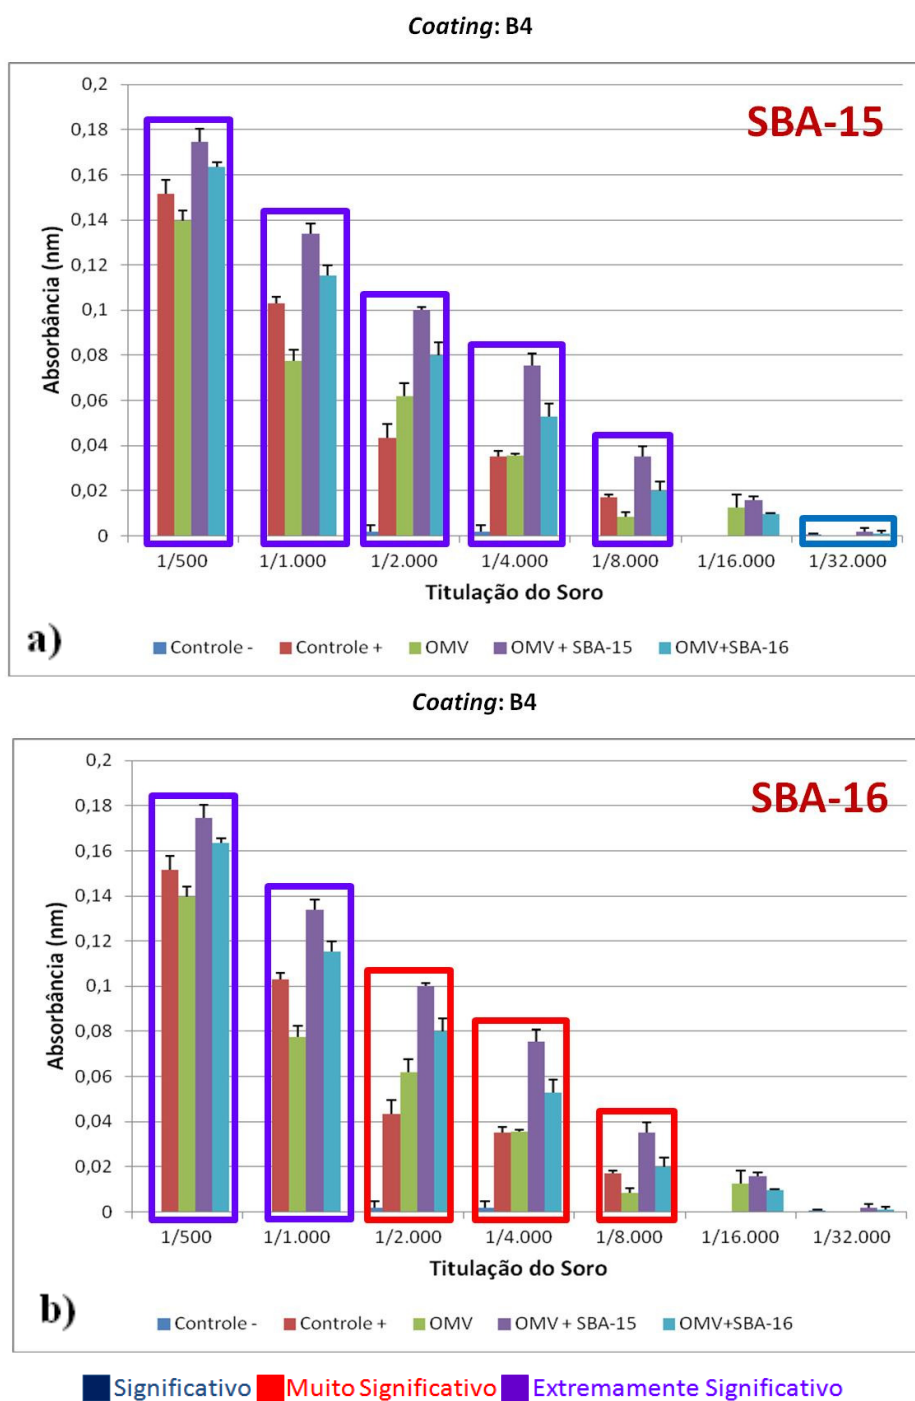 Coating: B4
SBA-15
Absorbância (nm)
0,2
0,18
0,16
0,14
0,12
0,1
0,08
0,06
0,04
0,02
0
1/500 1/1.000 1/2.000 1/4.000 1/8.000 1/16.000 1/32.000
Titulação do Soro
a)
Controle - Controle + OMV OMV + SBA-15 OMV+SBA-16
Coating: B4
SBA-16
Absorbância (nm)
0,2
0,18
0,16
0,14
0,12
0,1
0,08
0,06
0,04
0,02
0
1/500 1/1.000 1/2.000 1/4.000 1/8.000 1/16.000 1/32.000
Titulação do Soro
b)
Controle - Controle + OMV OMV + SBA-15 OMV+SBA-16
Significativo Muito Significativo Extremamente Significativo